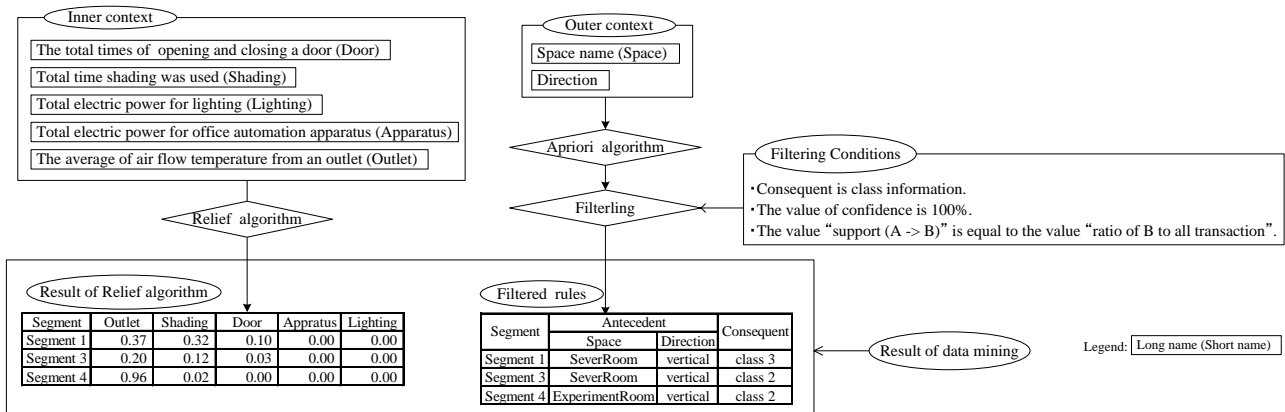 Inner context
The total times of opening and closing a door (Door)
Total time shading was used (Shading)
Total electric power for lighting (Lighting)
Total electric power for office automation apparatus (Apparatus)
The average of air flow temperature from an outlet (Outlet)
Relief algorithm
Outer context
Space name (Space)
Direction
Apriori algorithm
Filterling
Filtering Conditions
・Consequent is class information.
・The value of confidence is 100%.
・The value “support (A -> B)” is equal to the value “ratio of B to all transaction”.
Result of Relief algorithm
Segment Outlet Shading Door Appratus Lighting
Segment 1 0.37 0.32 0.10 0.00 0.00
Segment 3 0.20 0.12 0.03 0.00 0.00
Segment 4 0.96 0.02 0.00 0.00 0.00
Filtered rules
Segment Antecedent Consequent
Space Direction
Segment 1 SeverRoom vertical class 3
Segment 3 SeverRoom vertical class 2
Segment 4 ExperimentRoom vertical class 2
Result of data mining
Legend: Long name (Short name)